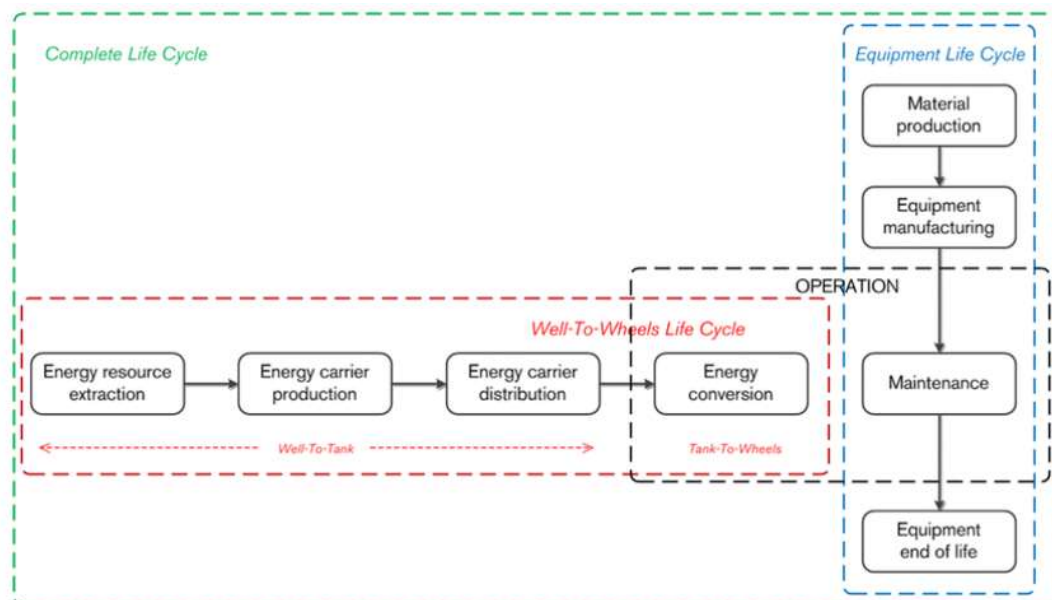 Complete Life Cycle
Equipment Life Cycle
Material
production
Equipment
manufacturing
OPERATION
Well-To-Wheels Life Cycle
Energy resource
extraction
Energy carrier
production
Energy carrier
distribution
Energy
conversion
Maintenance
Well-To-Tank
Tank-To-Wheels
Equipment
end of life